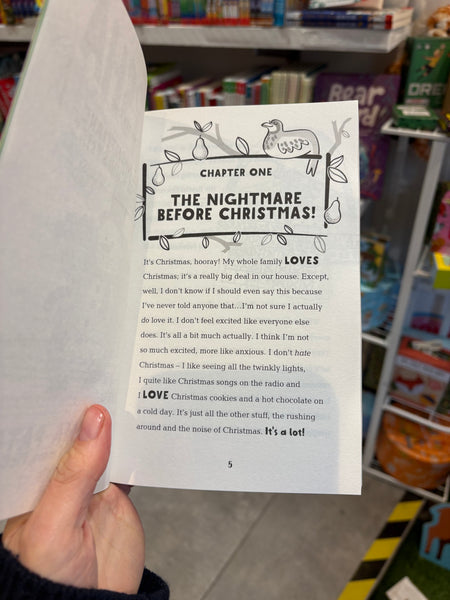 CHAPTER ONE
THE NIGHTMARE
BEFORE CHRISTMAS!
It's Christmas, hooray! My whole family LOVES
Christmas; it's a really big deal in our house. Except,
well, I don't know if I should even say this because
I've never told anyone that…I'm not sure I actually
do love it. I don't feel excited like everyone else
does. It's all a bit much actually. I think I'm not
so much excited, more like anxious. I don't hate
Christmas – I like seeing all the twinkly lights,
I quite like Christmas songs on the radio and
I LOVE Christmas cookies and a hot chocolate on
a cold day. It's just all the other stuff, the rushing
around and the noise of Christmas. It's a lot!
5